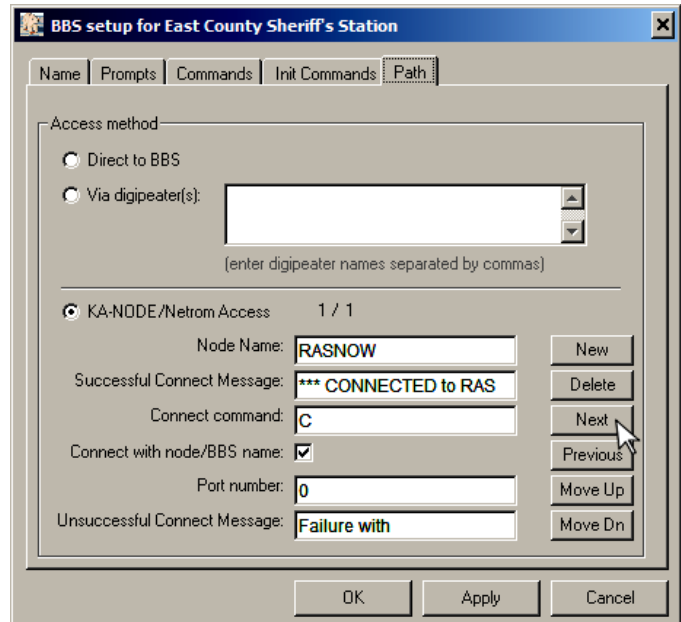 BBS setup for East County Sheriff's Station
Name Prompts Commands Init Commands Path
Access method
Direct to BBS
Via digipeater(s):
(enter digipeater names separated by commas)
KA-NODE/Netrom Access 1 / 1
Node Name: RASNOW New
Successful Connect Message: *** CONNECTED to RAS Delete
Connect command: C Next
Connect with node/BBS name: Previous
Port number: 0 Move Up
Unsuccessful Connect Message: Failure with Move Dn
OK Apply Cancel